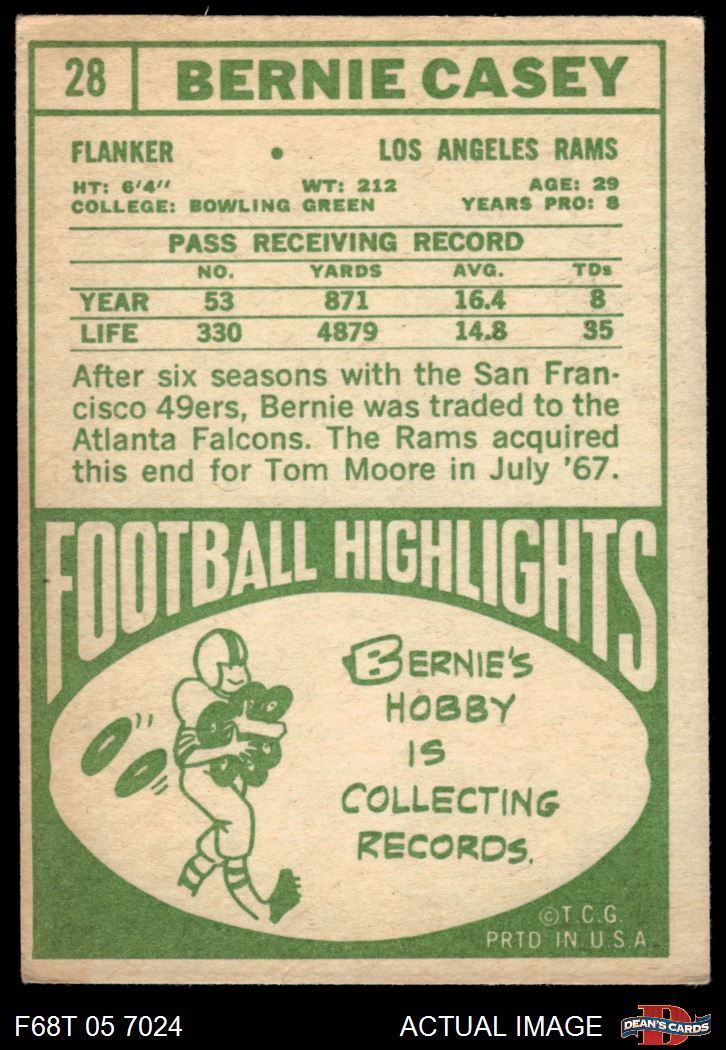 28 BERNIE CASEY
FLANKER • LOS ANGELES RAMS
HT: 6'4" WT: 212 AGE: 29
COLLEGE: BOWLING GREEN YEARS PRO: 8
PASS RECEIVING RECORD
NO. YARDS AVG. TDs
YEAR 53 871 16.4 8
LIFE 330 4879 14.8 35
After six seasons with the San Fran-
cisco 49ers, Bernie was traded to the
Atlanta Falcons. The Rams acquired
this end for Tom Moore in July '67.
FOOTBALL HIGHLIGHTS
BERNIE'S
HOBBY
IS
COLLECTING
RECORDS.
©T.C.G.
PRTD IN U.S.A
F68T 05 7024 ACTUAL IMAGE DEAN'S CARDS